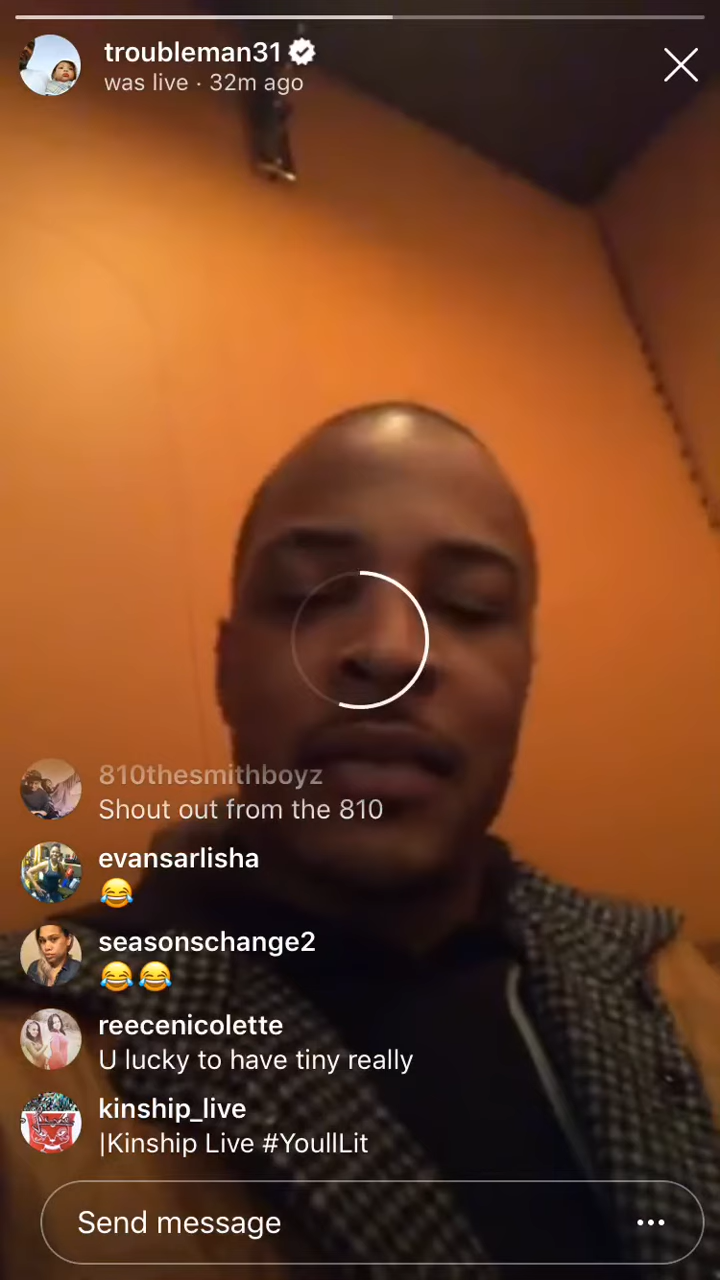 troubleman31
was live · 32m ago
810thesmithboyz
Shout out from the 810
evansarlisha
😂
seasonschange2
😂😂
reecenicolette
U lucky to have tiny really
kinship_live
|Kinship Live #YoullLit
Send message